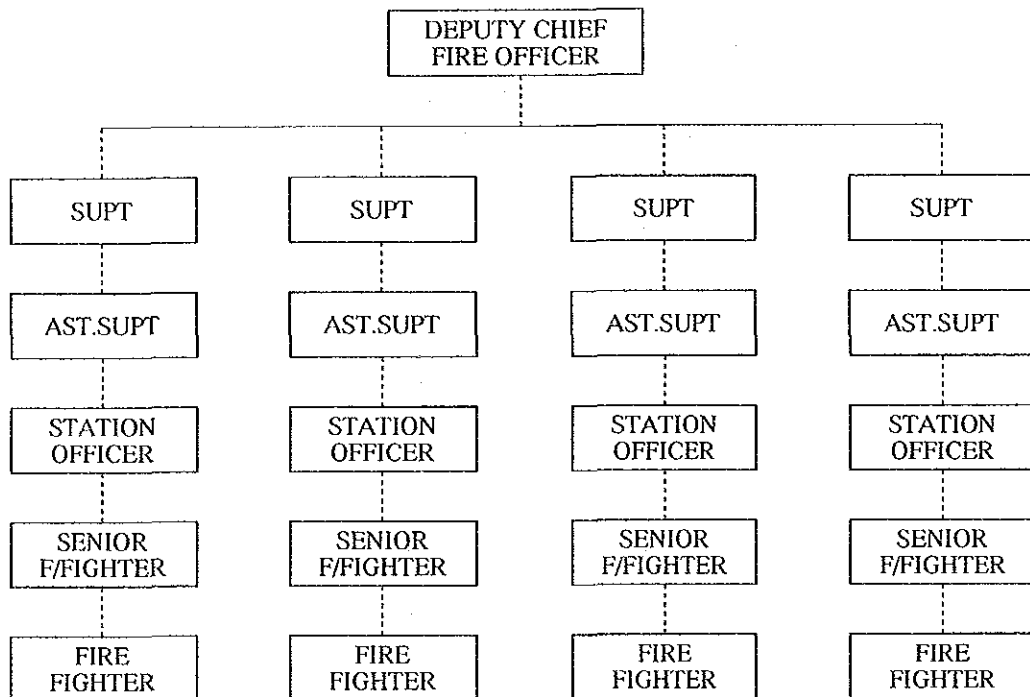 DEPUTY CHIEF
FIRE OFFICER
SUPT
SUPT
SUPT
SUPT
AST.SUPT
AST.SUPT
AST.SUPT
AST.SUPT
STATION
OFFICER
STATION
OFFICER
STATION
OFFICER
STATION
OFFICER
SENIOR
F/FIGHTER
SENIOR
F/FIGHTER
SENIOR
F/FIGHTER
SENIOR
F/FIGHTER
FIRE
FIGHTER
FIRE
FIGHTER
FIRE
FIGHTER
FIRE
FIGHTER